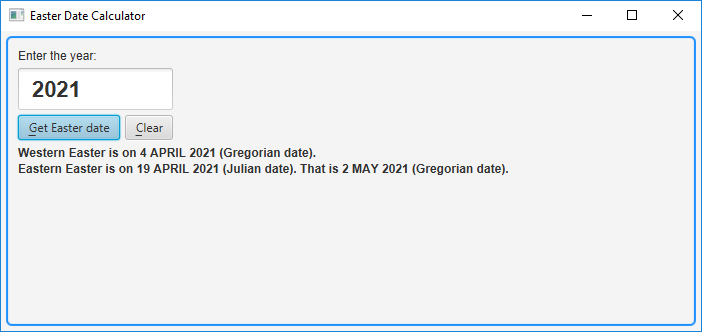 Easter Date Calculator
Enter the year:
2021
Get Easter date Clear
Western Easter is on 4 APRIL 2021 (Gregorian date).
Eastern Easter is on 19 APRIL 2021 (Julian date). That is 2 MAY 2021 (Gregorian date).